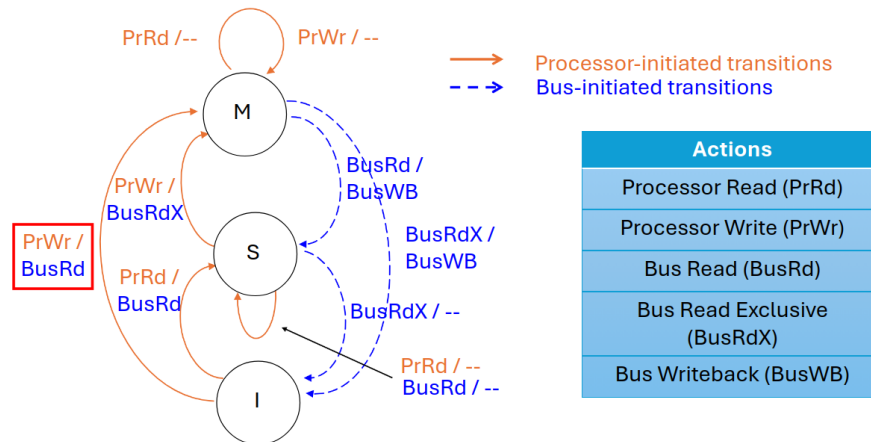 PrRd /--
PrWr / --
Processor-initiated transitions
Bus-initiated transitions
M
BusRd /
BusWB
PrWr /
BusRdX
BusRdX /
BusWB
PrWr /
BusRd
S
PrRd /
BusRd
BusRdX / --
PrRd / --
BusRd / --
I
Actions
Processor Read (PrRd)
Processor Write (PrWr)
Bus Read (BusRd)
Bus Read Exclusive
(BusRdX)
Bus Writeback (BusWB)